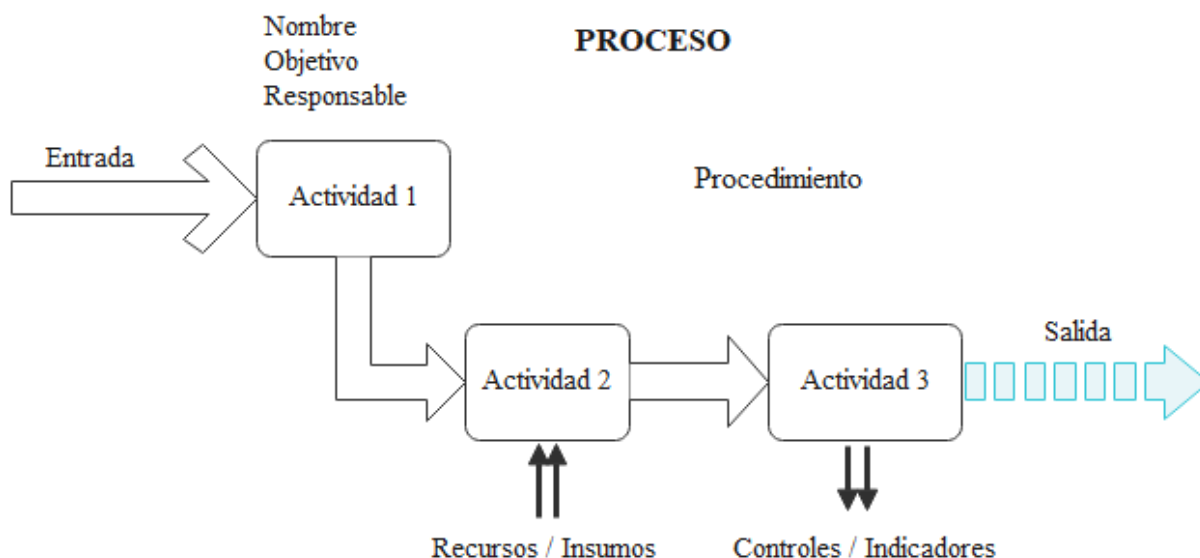 Nombre
Objetivo
Responsable
PROCESO
Entrada
Actividad 1
Procedimiento
Actividad 2
Actividad 3
Salida
Recursos / Insumos
Controles / Indicadores